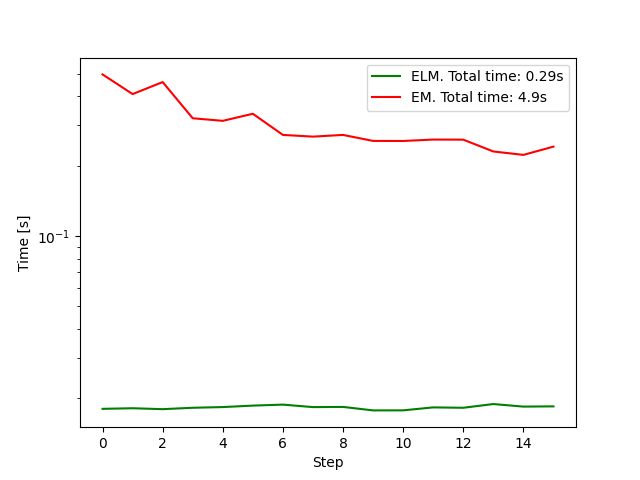 ELM. Total time: 0.29s
EM. Total time: 4.9s
Time [s]
10⁻¹
0 2 4 6 8 10 12 14
Step